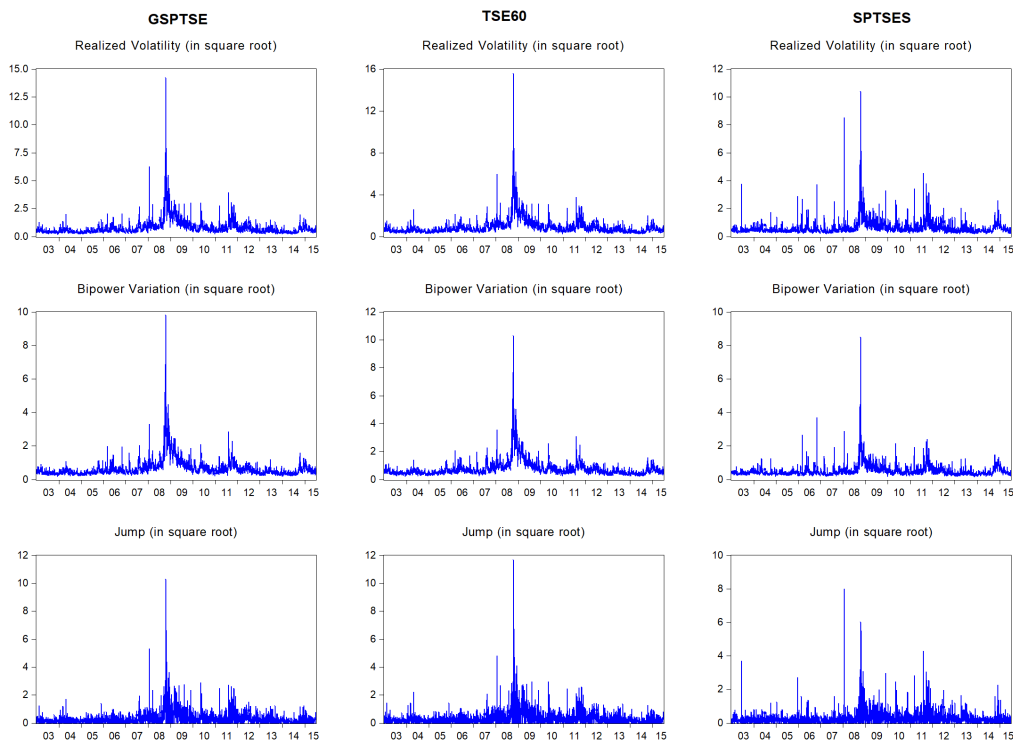 GSPTSE
TSE60
SPTSES
Realized Volatility (in square root)
Realized Volatility (in square root)
Realized Volatility (in square root)
15.0
12.5
10.0
7.5
5.0
2.5
0.0
03 04 05 06 07 08 09 10 11 12 13 14 15
16
12
8
4
0
03 04 05 06 07 08 09 10 11 12 13 14 15
12
10
8
6
4
2
0
03 04 05 06 07 08 09 10 11 12 13 14 15
Bipower Variation (in square root)
Bipower Variation (in square root)
Bipower Variation (in square root)
10
8
6
4
2
0
03 04 05 06 07 08 09 10 11 12 13 14 15
12
10
8
6
4
2
0
03 04 05 06 07 08 09 10 11 12 13 14 15
10
8
6
4
2
0
03 04 05 06 07 08 09 10 11 12 13 14 15
Jump (in square root)
Jump (in square root)
Jump (in square root)
12
10
8
6
4
2
0
03 04 05 06 07 08 09 10 11 12 13 14 15
12
10
8
6
4
2
0
03 04 05 06 07 08 09 10 11 12 13 14 15
10
8
6
4
2
0
03 04 05 06 07 08 09 10 11 12 13 14 15